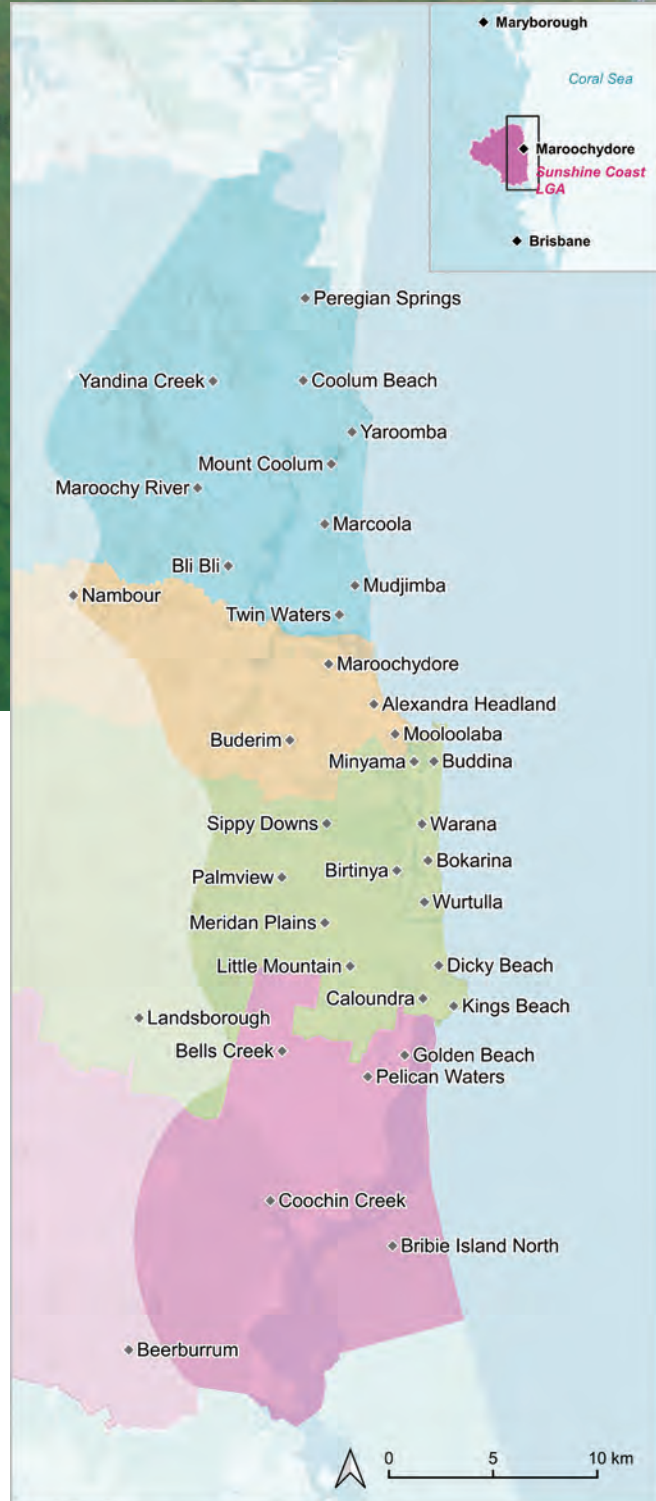 Maryborough
Coral Sea
Maroochydore
Sunshine Coast
LGA
Brisbane
Peregian Springs
Yandina Creek
Coolum Beach
Yaroomba
Mount Coolum
Maroochy River
Marcoola
Bli Bli
Mudjimba
Nambour
Twin Waters
Maroochydore
Alexandra Headland
Mooloolaba
Buderim
Minyama
Buddina
Sippy Downs
Warana
Bokarina
Birtinya
Palmview
Wurtulla
Meridan Plains
Little Mountain
Dicky Beach
Caloundra
Kings Beach
Landsborough
Bells Creek
Golden Beach
Pelican Waters
Coochin Creek
Bribie Island North
Beerburrum
0 5 10 km